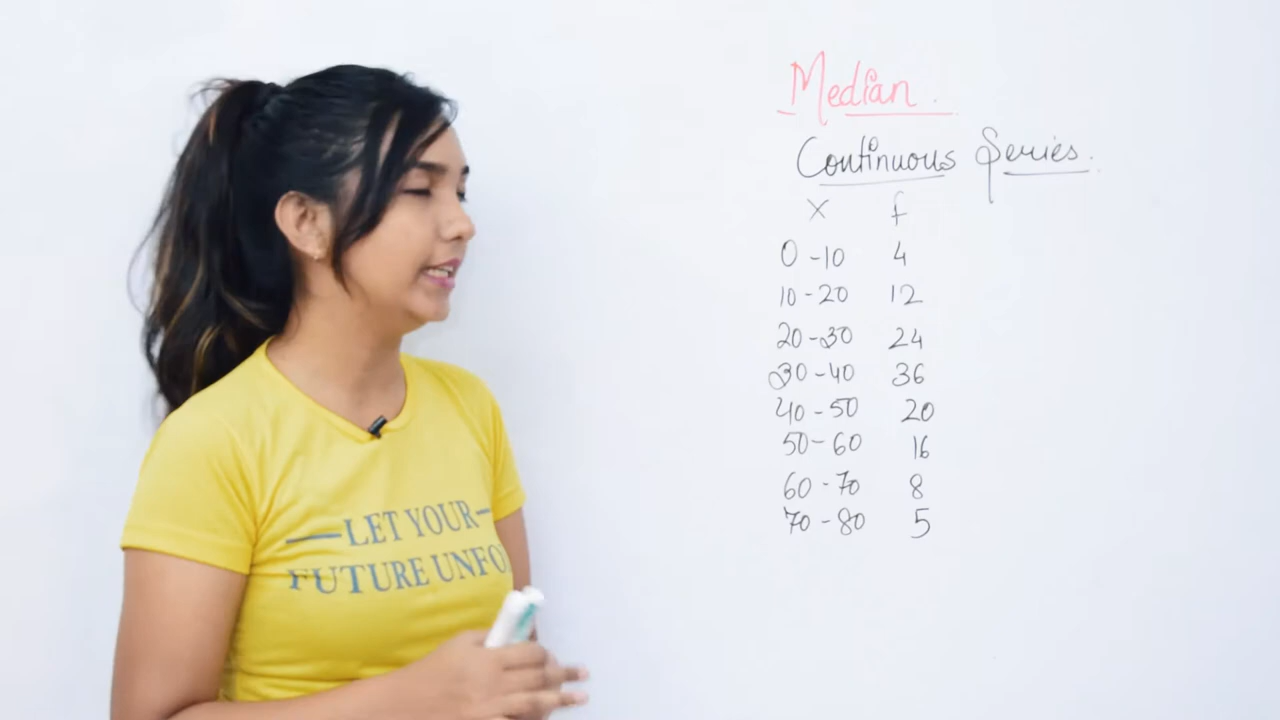 Median.
Continuous Series.
X f
0-10 4
10-20 12
20-30 24
30-40 36
40-50 20
50-60 16
60-70 8
70-80 5
LET YOUR
FUTURE UNFO